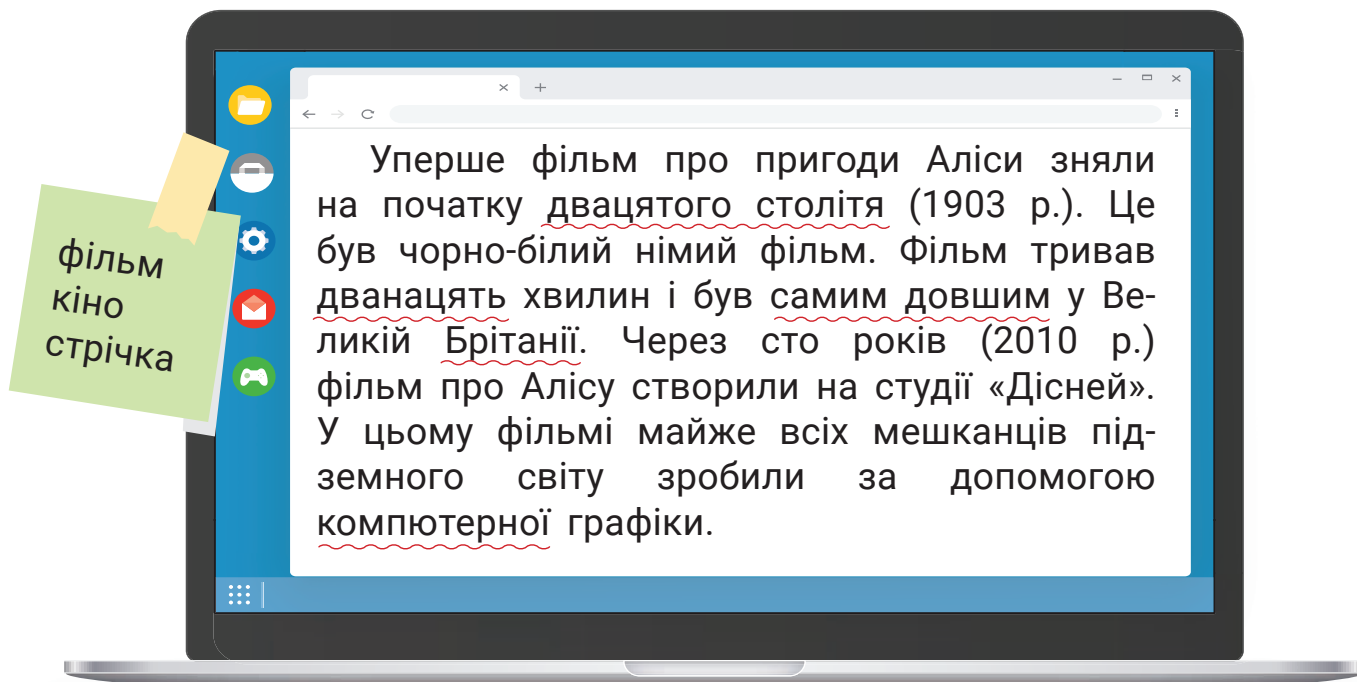 фільм
кіно
стрічка
Уперше фільм про пригоди Аліси зняли
на початку двацятого столітя (1903 р.). Це
був чорно-білий німий фільм. Фільм тривав
дванацять хвилин і був самим довшим у Ве-
ликій Брітанії. Через сто років (2010 р.)
фільм про Алісу створили на студії «Дісней».
У цьому фільмі майже всіх мешканців під-
земного світу зробили за допомогою
компютерної графіки.